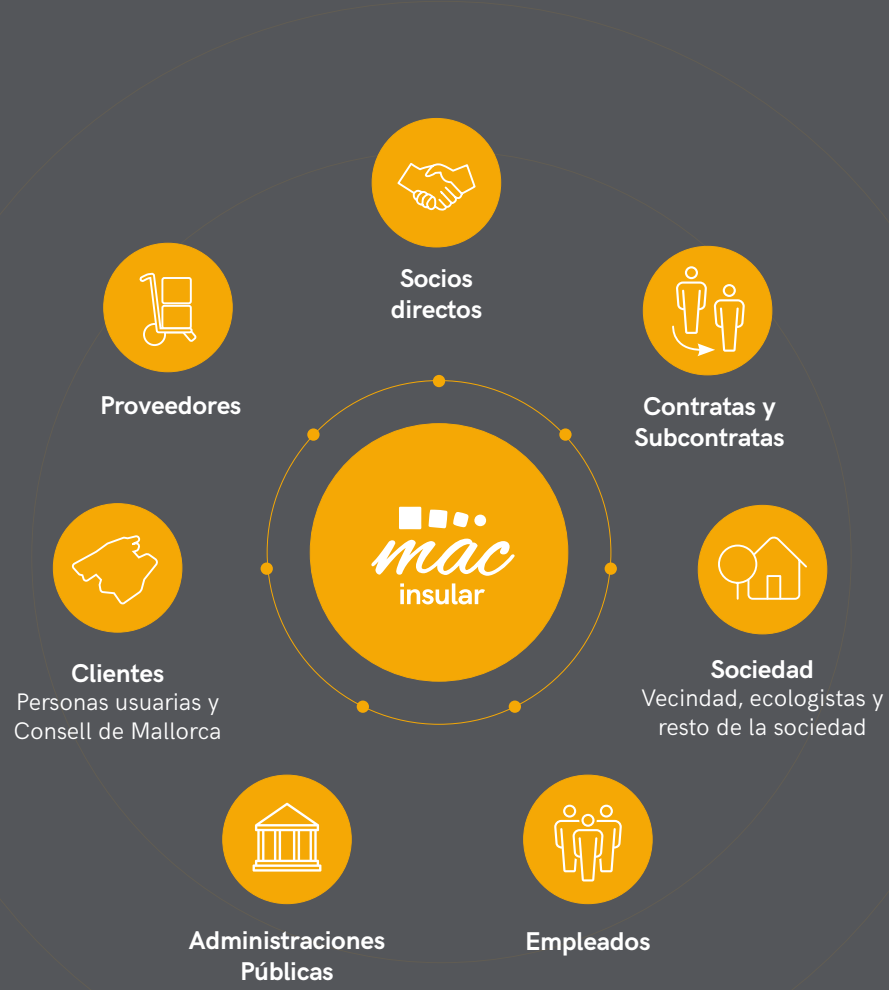 Socios
directos
Proveedores
Contratas y
Subcontratas
mac
insular
Clientes
Personas usuarias y
Consell de Mallorca
Sociedad
Vecindad, ecologistas y
resto de la sociedad
Administraciones
Públicas
Empleados